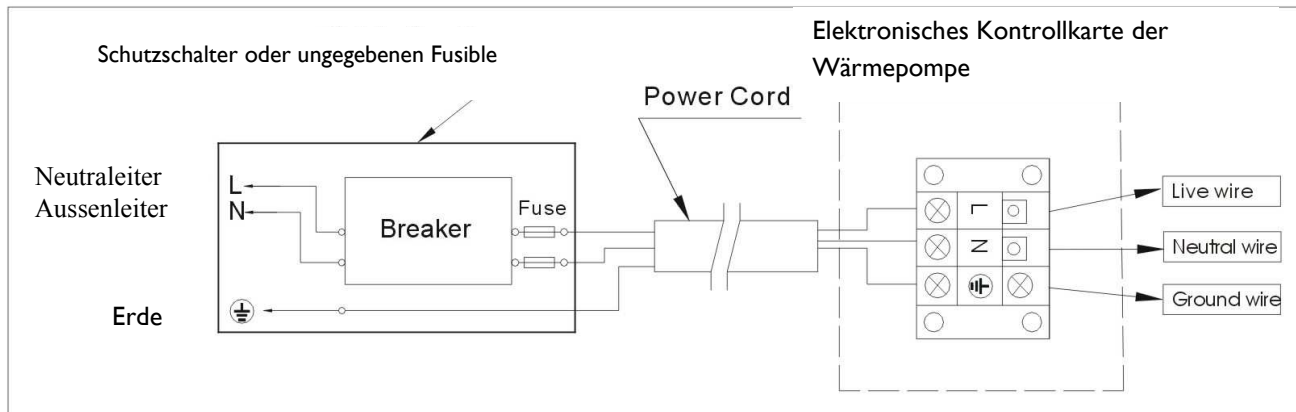 Schutzschalter oder ungegebenen Fusible
Elektronisches Kontrollkarte der
Wärmepompe
Power Cord
Neutraleiter
Aussenleiter
L
N
Breaker
Fuse
Erde
L
N
Live wire
Neutral wire
Ground wire